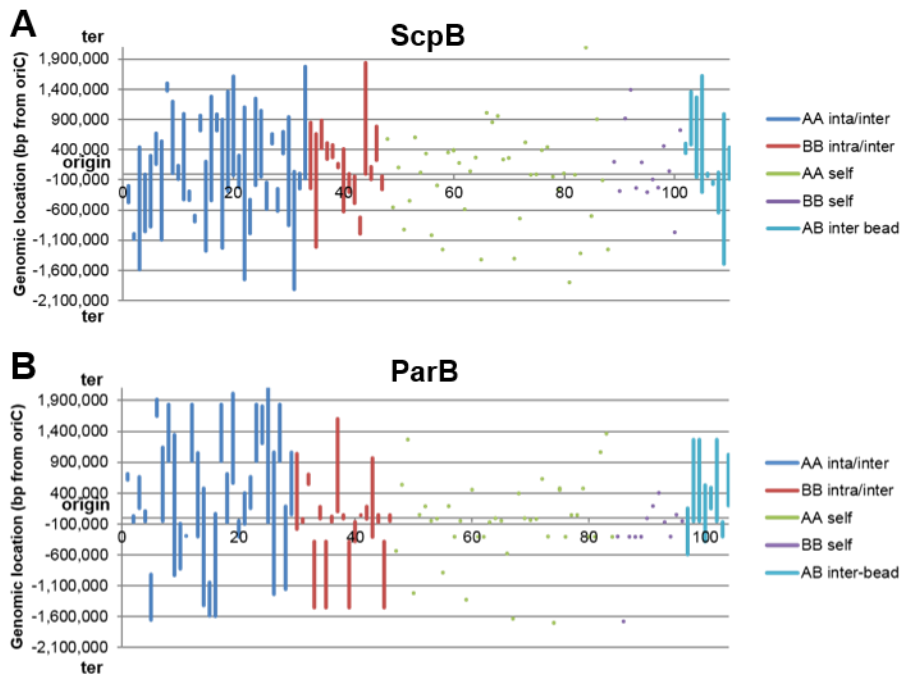 A
ScpB
ter
1,900,000
1,400,000
900,000
400,000
origin
-100,000
-600,000
-1,100,000
-1,600,000
-2,100,000
ter
Genomic location (bp from oriC)
0 20 40 60 80 100
AA inta/inter
BB intra/inter
AA self
BB self
AB inter bead
B
ParB
ter
1,900,000
1,400,000
900,000
400,000
origin
-100,000
-600,000
-1,100,000
-1,600,000
-2,100,000
ter
Genomic location (bp from oriC)
0 20 40 60 80 100
AA inta/inter
BB intra/inter
AA self
BB self
AB inter-bead